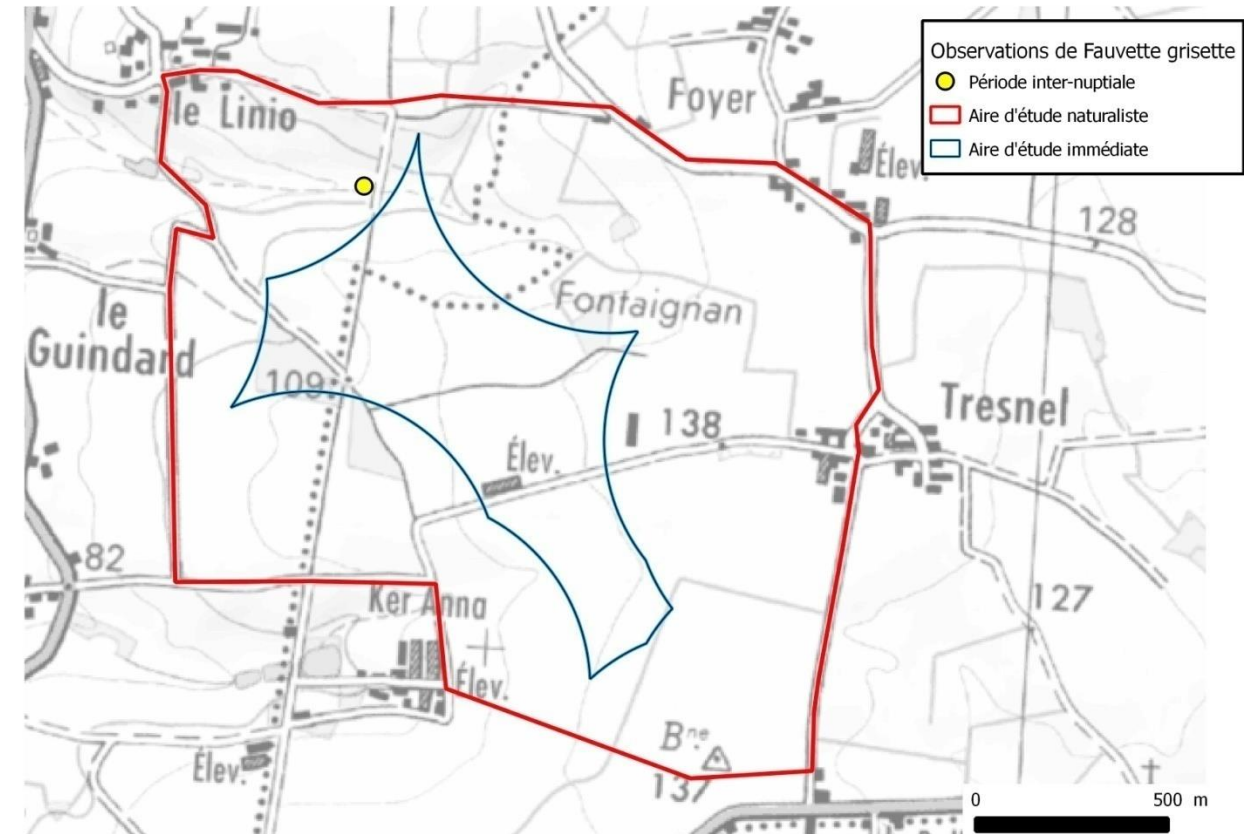 Observations de Fauvette grisette
Période inter-nuptiale
Aire d'étude naturaliste
Aire d'étude immédiate
le Linio
Foyer
Élev.
128
le
Guindard
Fontaignan
109
138
Tresnel
Élev.
82
Ker Anna
127
Élev.
Bne
137
Élev.
0 500 m